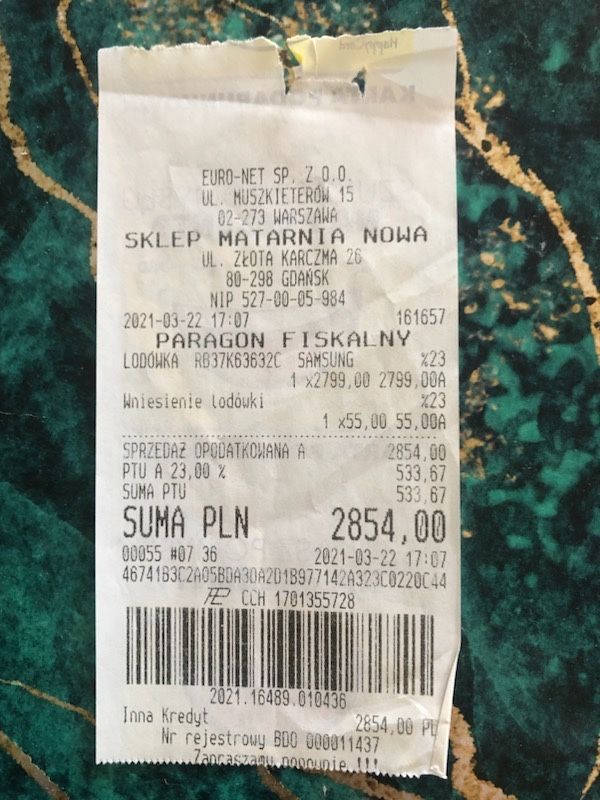 HappyCard
EURO-NET SP. Z O.O.
UL. MUSZKIETERÓW 15
02-273 WARSZAWA
SKLEP MATARNIA NOWA
UL. ZŁOTA KARCZMA 26
80-298 GDAŃSK
NIP 527-00-05-984
2021-03-22 17:07 161657
PARAGON FISKALNY
LODÓWKA RB37K63632C SAMSUNG %23
1 x2799,00 2799,00A
Wniesienie lodówki %23
1 x55,00 55,00A
SPRZEDAŻ OPODATKOWANA A 2854,00
PTU A 23,00 % 533,67
SUMA PTU 533,67
SUMA PLN 2854,00
00055 #07 36 2021-03-22 17:07
46741B3C2A05BDA30A2D1B977142A323C0220C44
CCH 1701355728
2021.16489.010436
Inna Kredyt 2854,00 PL
Nr rejestrowy BDO 000011437
Zapraszamy ponownie !!!